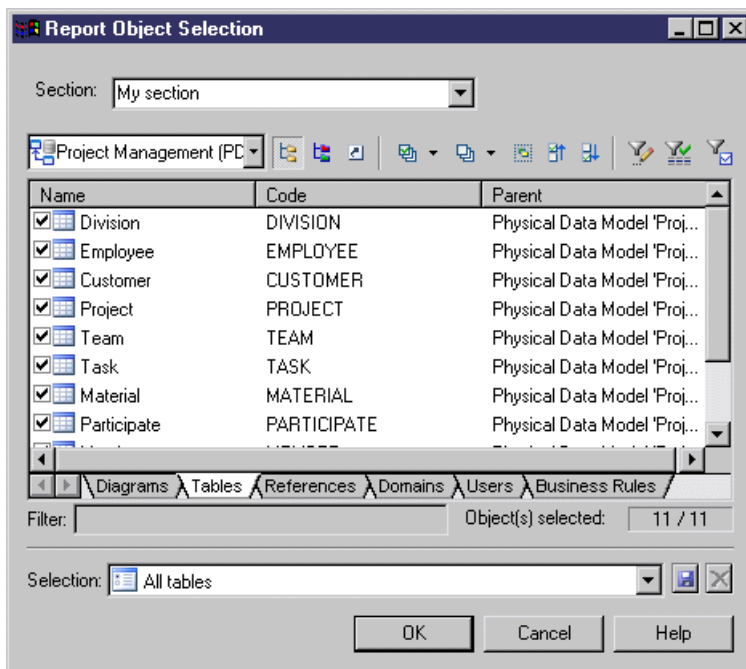 Report Object Selection
Section: My section
Project Management (PD
Name Code Parent
Division DIVISION Physical Data Model 'Proj...
Employee EMPLOYEE Physical Data Model 'Proj...
Customer CUSTOMER Physical Data Model 'Proj...
Project PROJECT Physical Data Model 'Proj...
Team TEAM Physical Data Model 'Proj...
Task TASK Physical Data Model 'Proj...
Material MATERIAL Physical Data Model 'Proj...
Participate PARTICIPATE Physical Data Model 'Proj...
Diagrams Tables References Domains Users Business Rules
Filter: Object(s) selected: 11 / 11
Selection: All tables
OK Cancel Help